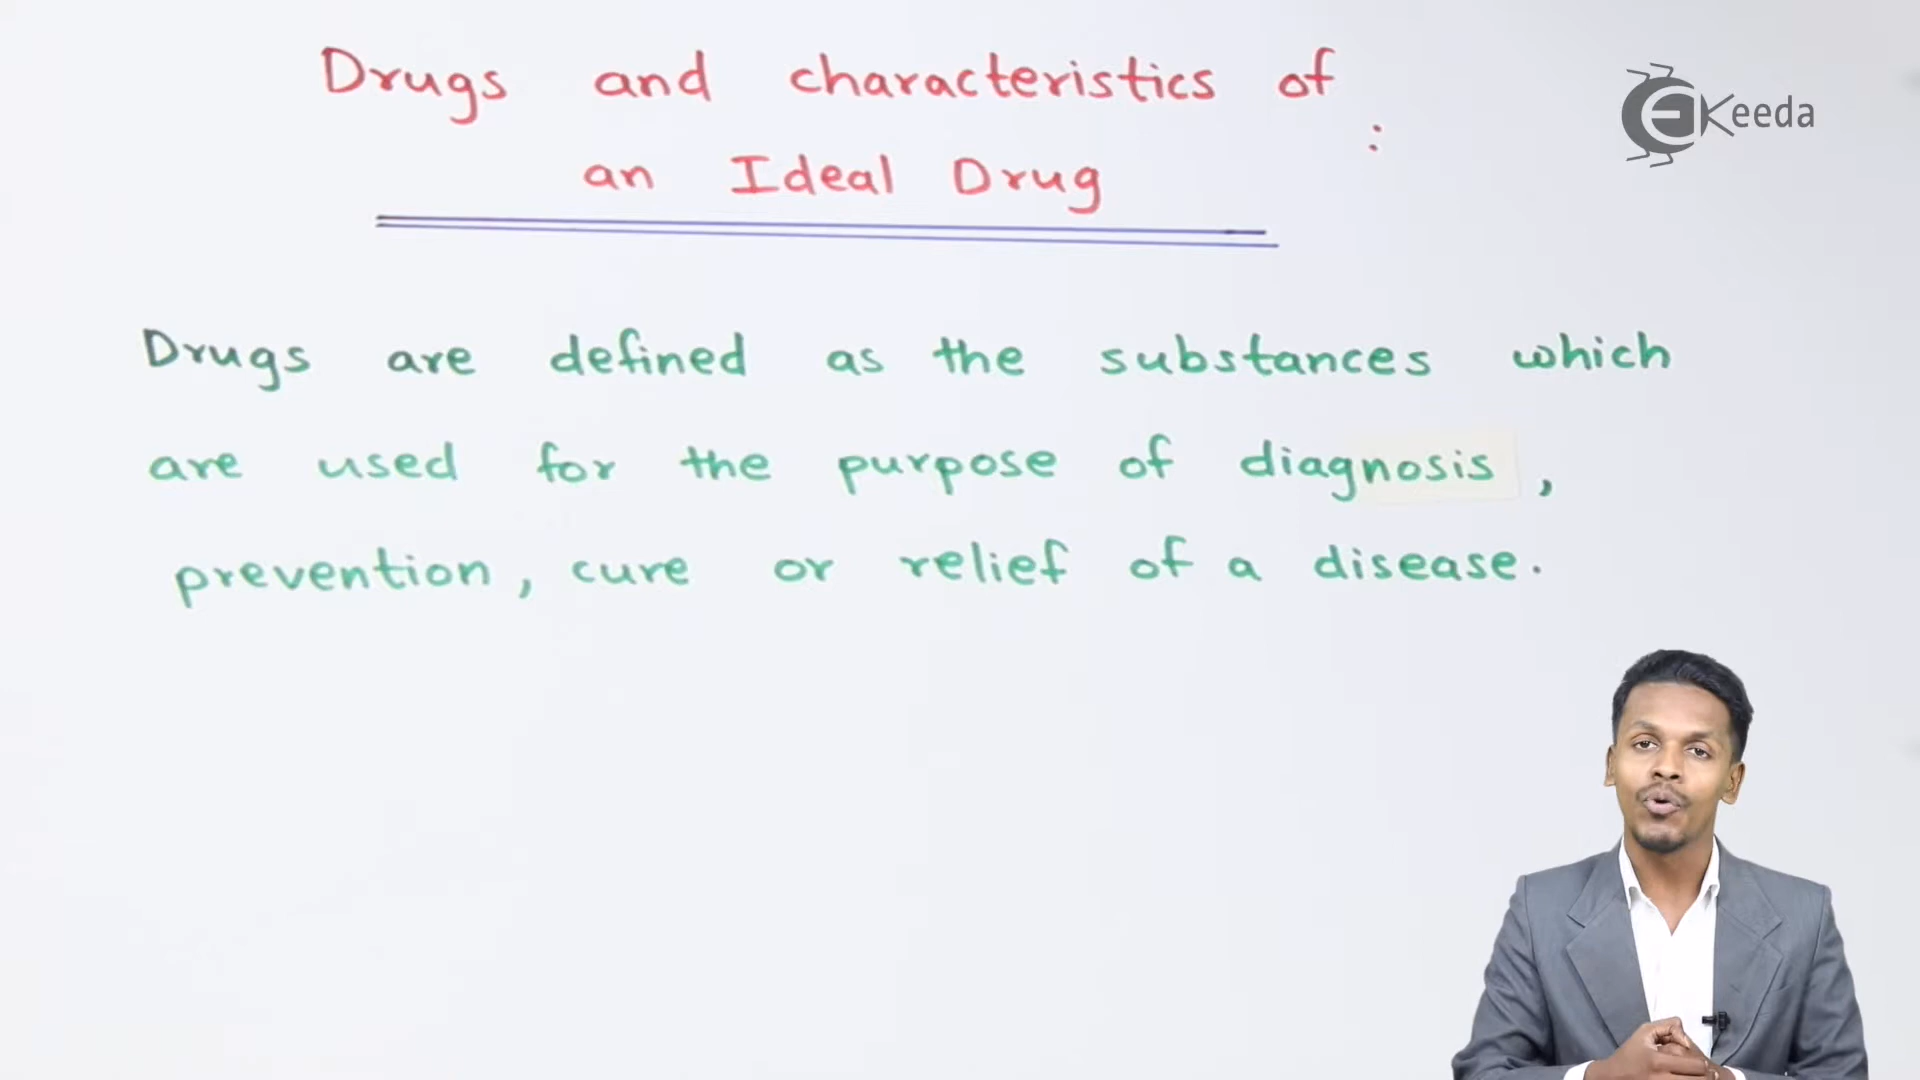 Drugs and characteristics of
an Ideal Drug :
EKeeda
Drugs are defined as the substances which
are used for the purpose of diagnosis,
prevention, cure or relief of a disease.